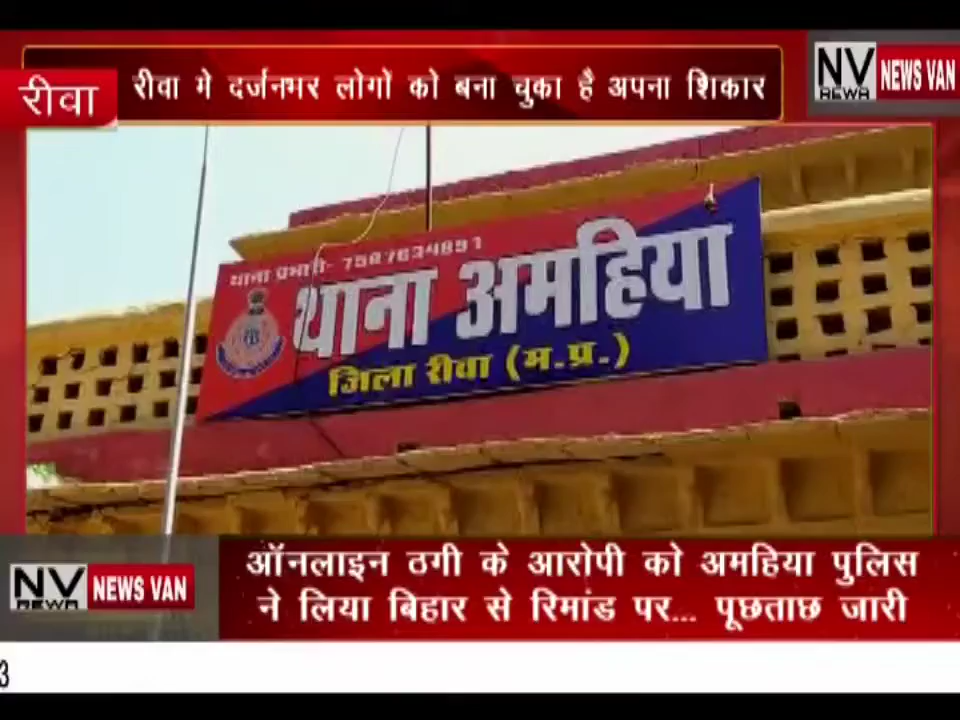 रीवा मे दर्जनभर लोगों को बना चुका है अपना शिकार
रीवा
NV NEWS VAN
REWA
थाना प्रभारी- 7587634891
थाना अमहिया
जिला रीवा (म.प्र.)
ऑनलाइन ठगी के आरोपी को अमहिया पुलिस
ने लिया बिहार से रिमांड पर... पूछताछ जारी
NV NEWS VAN
REWA
3